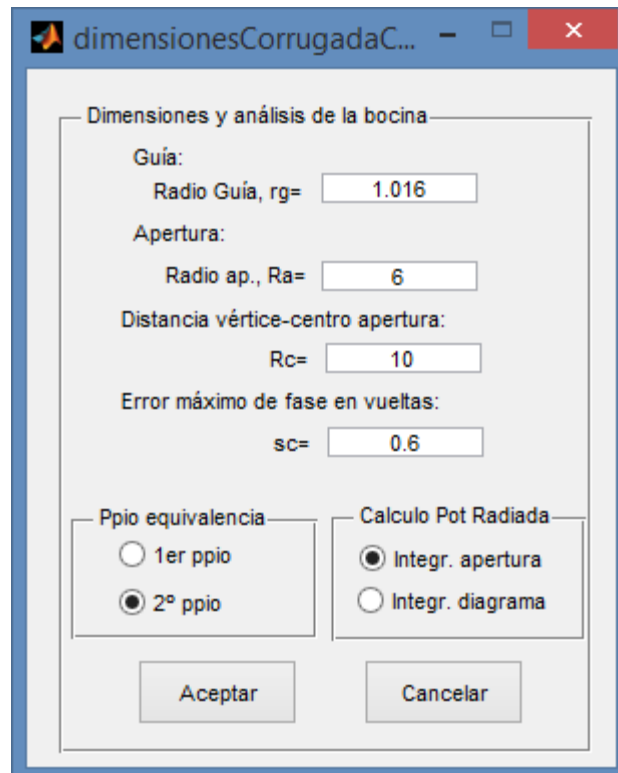 dimensionesCorrugadaC...
Dimensiones y análisis de la bocina
Guía:
Radio Guía, rg= 1.016
Apertura:
Radio ap., Ra= 6
Distancia vértice-centro apertura:
Rc= 10
Error máximo de fase en vueltas:
sc= 0.6
Ppio equivalencia
1er ppio
2º ppio
Calculo Pot Radiada
Integr. apertura
Integr. diagrama
Aceptar
Cancelar